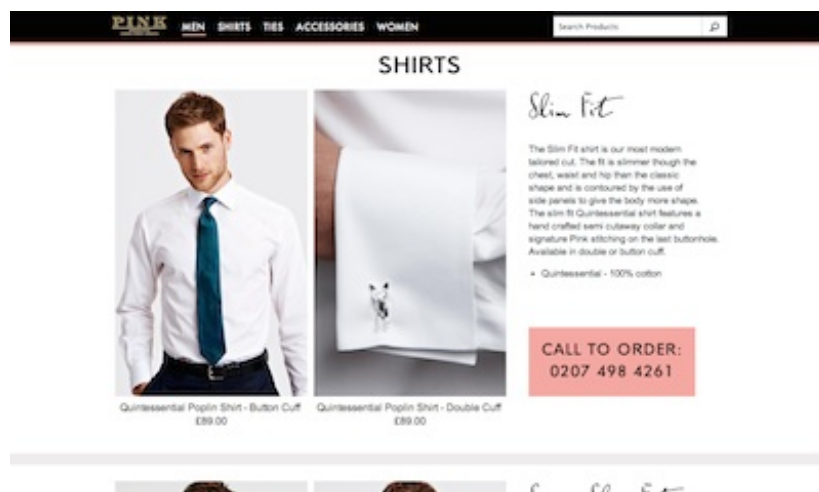 PINK
MEN SHIRTS TIES ACCESSORIES WOMEN
Search Products
SHIRTS
Slim Fit
The Slim Fit shirt is our most modern
tailored cut. The fit is slimmer though the
chest, waist and hip than the classic
shape and is contoured by the use of
side panels to give the body more shape.
The slim fit Quintessential shirt features a
hand crafted semi cutaway collar and
signature Pink stitching on the last buttonhole.
Available in double or button cuff.
• Quintessential - 100% cotton
CALL TO ORDER:
0207 498 4261
Quintessential Poplin Shirt - Button Cuff
£89.00
Quintessential Poplin Shirt - Double Cuff
£89.00